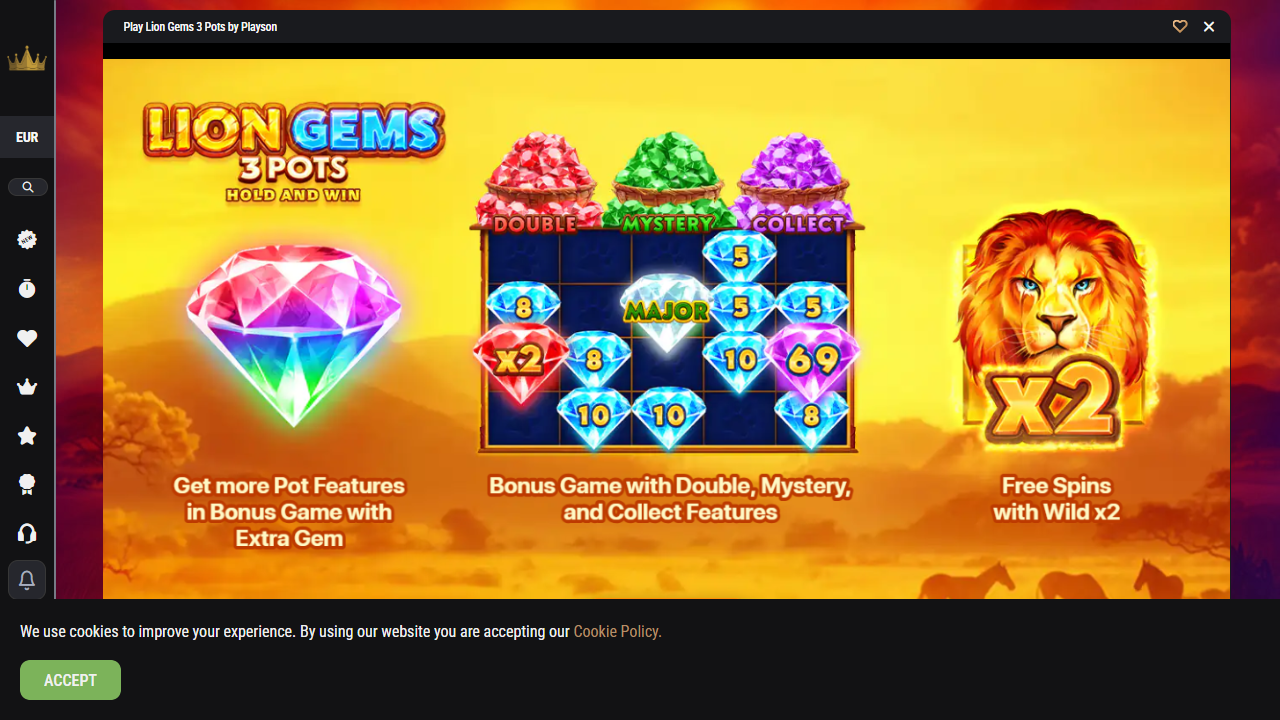 Play Lion Gems 3 Pots by Playson
EUR
NEW
LION GEMS
3 POTS
HOLD AND WIN
DOUBLE MYSTERY COLLECT
5
8 MAJOR 5 5
x2 8 10 69
10 10 8
x2
Get more Pot Features
in Bonus Game with
Extra Gem
Bonus Game with Double, Mystery,
and Collect Features
Free Spins
with Wild x2
We use cookies to improve your experience. By using our website you are accepting our Cookie Policy.
ACCEPT